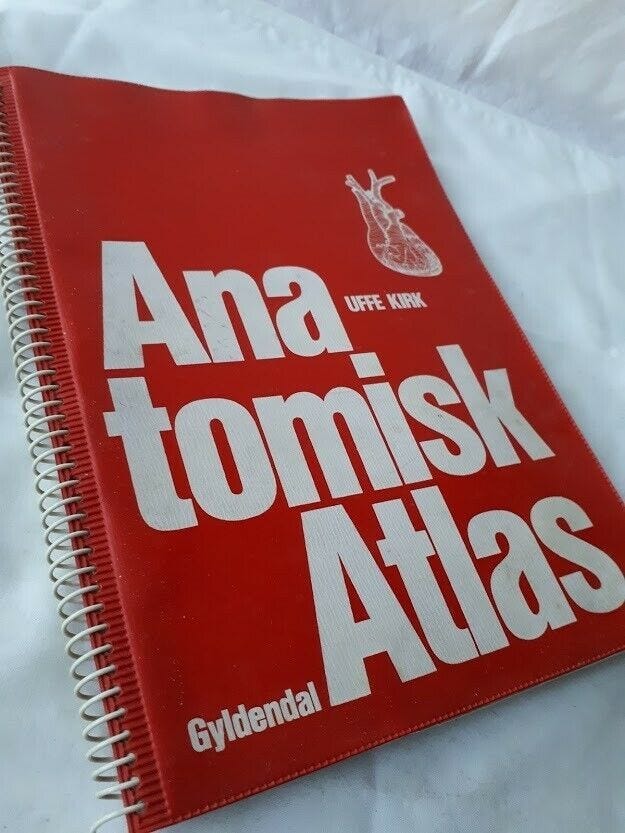 Ana
UFFE KIRK
tomisk
Atlas
Gyldendal